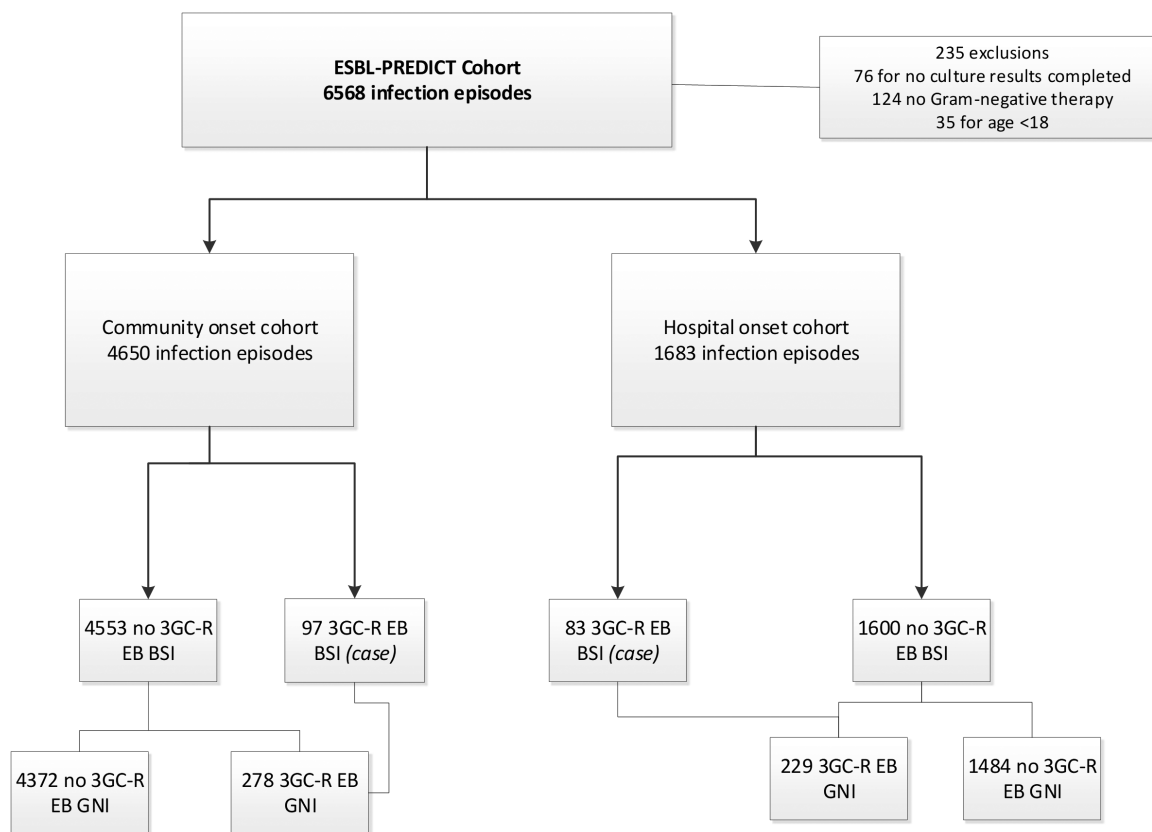 ESBL-PREDICT Cohort
6568 infection episodes
235 exclusions
76 for no culture results completed
124 no Gram-negative therapy
35 for age <18
Community onset cohort
4650 infection episodes
Hospital onset cohort
1683 infection episodes
4553 no 3GC-R
EB BSI
97 3GC-R EB
BSI (case)
83 3GC-R EB
BSI (case)
1600 no 3GC-R
EB BSI
4372 no 3GC-R
EB GNI
278 3GC-R EB
GNI
229 3GC-R EB
GNI
1484 no 3GC-R
EB GNI